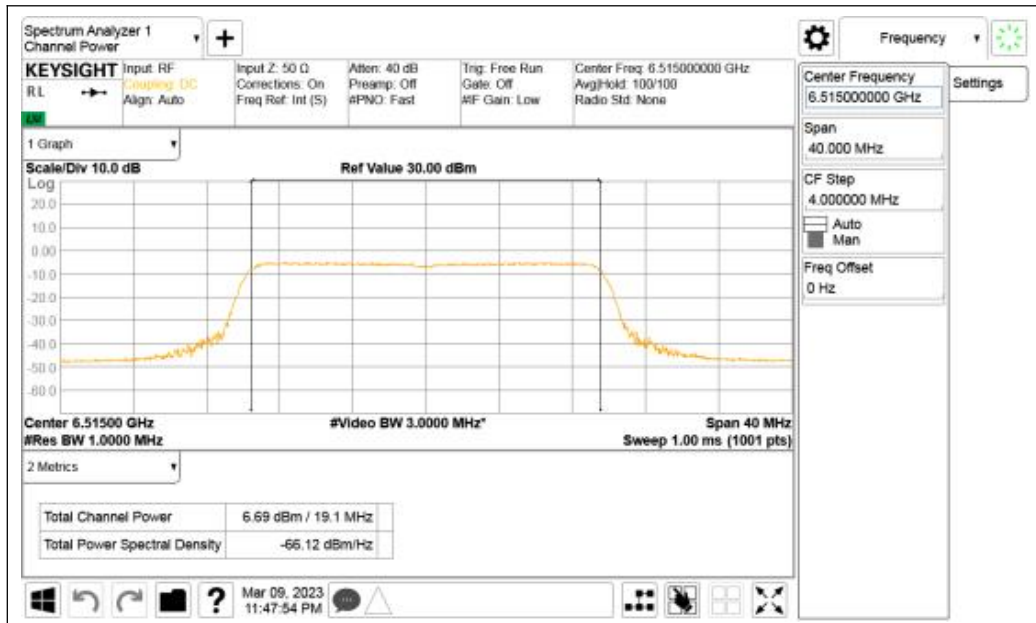 Spectrum Analyzer 1
Channel Power
+
Frequency
KEYSIGHT
RL
Input: RF
Coupling: DC
Align: Auto
Input Z: 50 Ω
Corrections: On
Freq Ref: Int (S)
Atten: 40 dB
Preamp: Off
#PNO: Fast
Trig: Free Run
Gate: Off
#IF Gain: Low
Center Freq: 6.515000000 GHz
Avg|Hold: 100/100
Radio Std: None
Center Frequency
6.515000000 GHz
Settings
Span
40.000 MHz
CF Step
4.000000 MHz
Auto
Man
Freq Offset
0 Hz
1 Graph
Scale/Div 10.0 dB
Ref Value 30.00 dBm
Log
20.0
10.0
0.00
-10.0
-20.0
-30.0
-40.0
-50.0
-60.0
Center 6.51500 GHz
#Video BW 3.0000 MHz*
Span 40 MHz
#Res BW 1.0000 MHz
Sweep 1.00 ms (1001 pts)
2 Metrics
Total Channel Power 6.69 dBm / 19.1 MHz
Total Power Spectral Density -66.12 dBm/Hz
?
Mar 09, 2023
11:47:54 PM